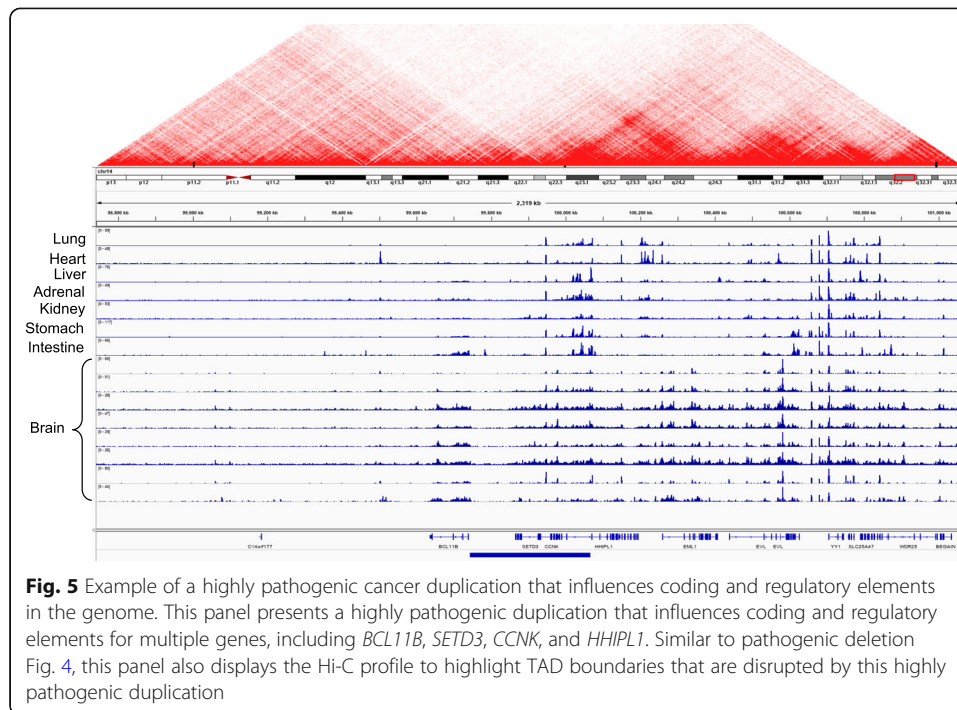 chr14
p13 p12 p11.2 p11.1 q11.2 q12 q13.1 q13.3 q21.1 q21.2 q21.3 q22.1 q22.3 q23.1 q23.2 q23.3 q24.1 q24.2 q24.3 q31.1 q31.2 q31.3 q32.11 q32.13 q32.2 q32.31 q32.3
2,319 kb
98,800 kb 99,000 kb 99,200 kb 99,400 kb 99,600 kb 99,800 kb 100,000 kb 100,200 kb 100,400 kb 100,600 kb 100,800 kb 101,000 kb
Lung
Heart
Liver
Adrenal
Kidney
Stomach
Intestine
Brain
C14orf177 BCL11B SETD3 CCNK HHIPL1 EML1 EVL EVL YY1 SLC25A47 WDR25 BEGAIN
Fig. 5 Example of a highly pathogenic cancer duplication that influences coding and regulatory elements
in the genome. This panel presents a highly pathogenic duplication that influences coding and regulatory
elements for multiple genes, including BCL11B, SETD3, CCNK, and HHIPL1. Similar to pathogenic deletion
Fig. 4, this panel also displays the Hi-C profile to highlight TAD boundaries that are disrupted by this highly
pathogenic duplication